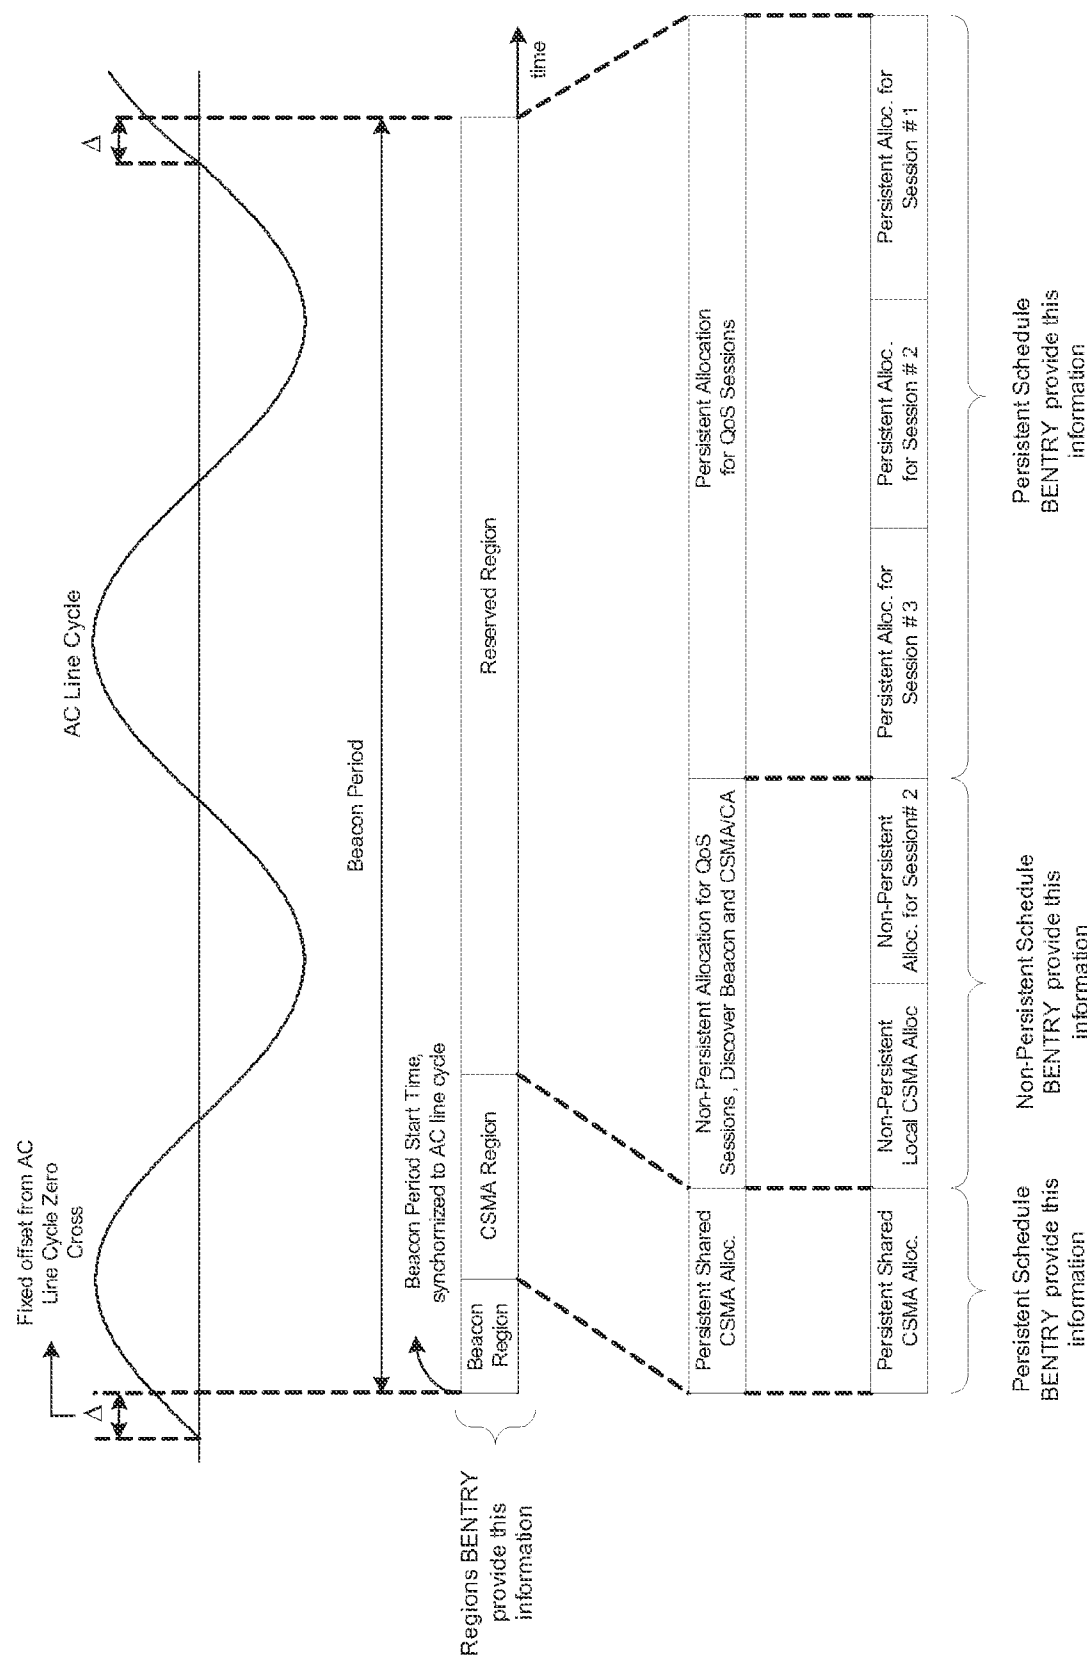 Fixed offset from AC
Line Cycle Zero
Cross
Δ
AC Line Cycle
Δ
Beacon Period
Beacon Period Start Time,
synchornized to AC line cycle
Regions BENTRY
provide this
information
Beacon
Region
CSMA Region
Reserved Region
time
Persistent Shared
CSMA Alloc.
Non-Persistent Allocation for QoS
Sessions , Discover Beacon and CSMA/CA
Persistent Allocation
for QoS Sessions
Persistent Shared
CSMA Alloc.
Non-Persistent
Local CSMA Alloc
Non-Persistent
Alloc. for Session# 2
Persistent Alloc. for
Session #3
Persistent Alloc.
for Session # 2
Persistent Alloc. for
Session #1
Persistent Schedule
BENTRY provide this
information
Non-Persistent Schedule
BENTRY provide this
information
Persistent Schedule
BENTRY provide this
information